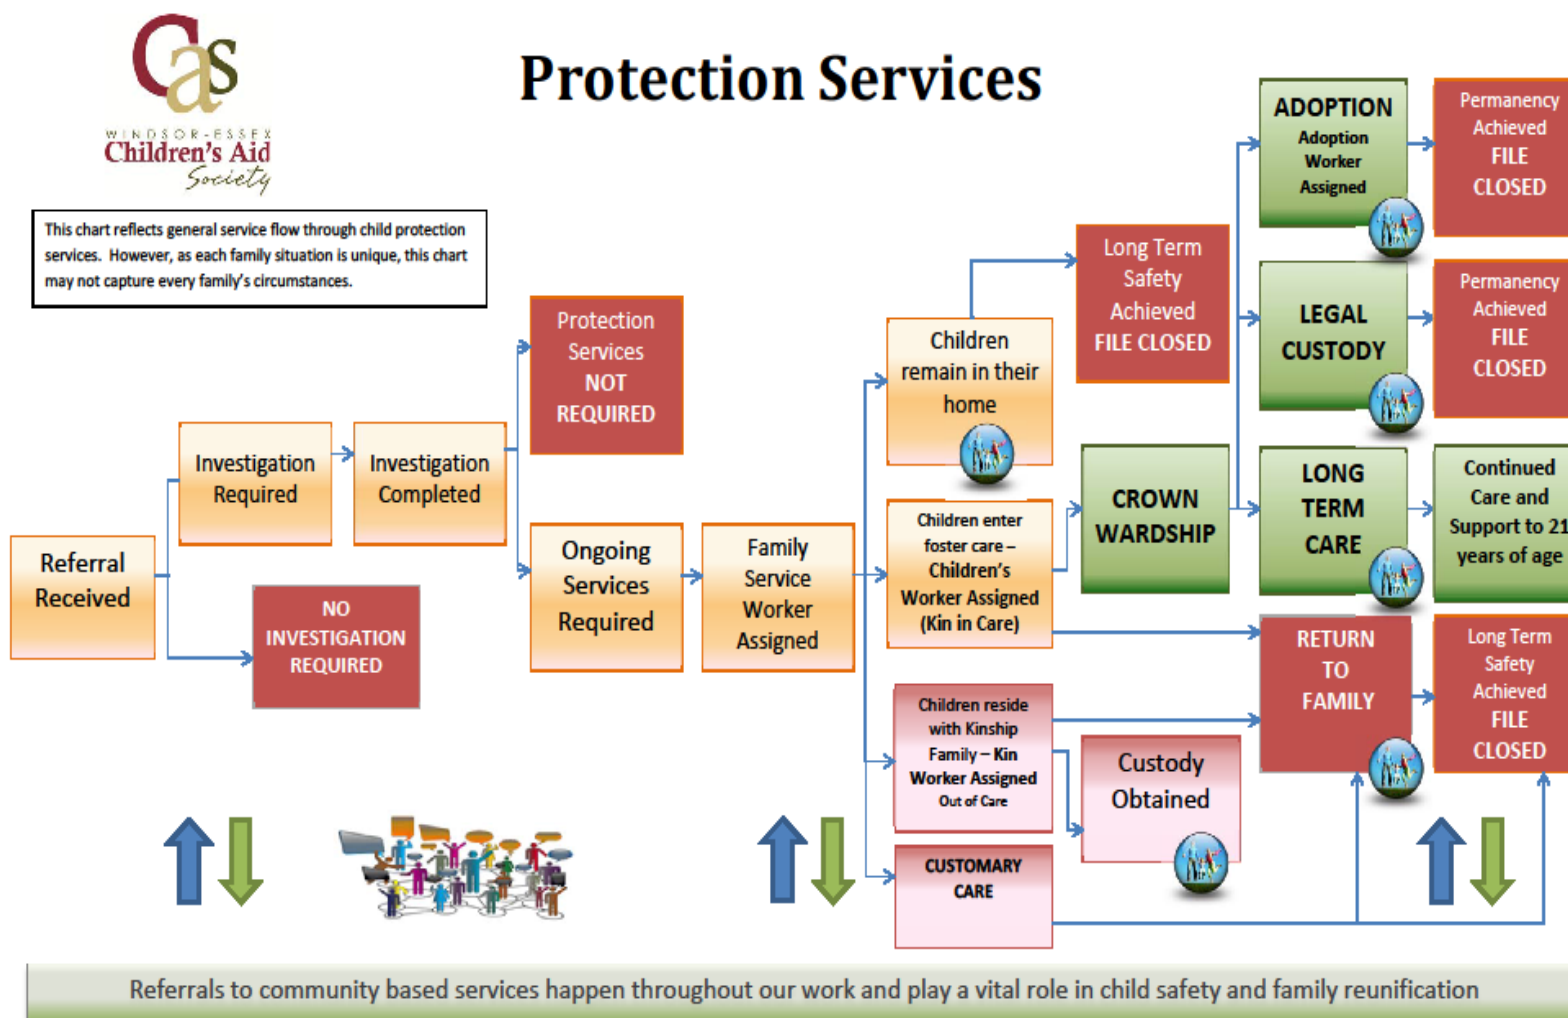 Cas
WINDSOR-ESSEX
Children's Aid
Society
Protection Services
This chart reflects general service flow through child protection
services. However, as each family situation is unique, this chart
may not capture every family's circumstances.
Referral
Received
Investigation
Required
NO
INVESTIGATION
REQUIRED
Investigation
Completed
Protection
Services
NOT
REQUIRED
Ongoing
Services
Required
Family
Service
Worker
Assigned
Children
remain in their
home
Long Term
Safety
Achieved
FILE CLOSED
Children enter
foster care –
Children's
Worker Assigned
(Kin in Care)
CROWN
WARDSHIP
ADOPTION
Adoption
Worker
Assigned
Permanency
Achieved
FILE
CLOSED
LEGAL
CUSTODY
Permanency
Achieved
FILE
CLOSED
LONG
TERM
CARE
Continued
Care and
Support to 21
years of age
RETURN
TO
FAMILY
Long Term
Safety
Achieved
FILE
CLOSED
Children reside
with Kinship
Family – Kin
Worker Assigned
Out of Care
Custody
Obtained
CUSTOMARY
CARE
Referrals to community based services happen throughout our work and play a vital role in child safety and family reunification